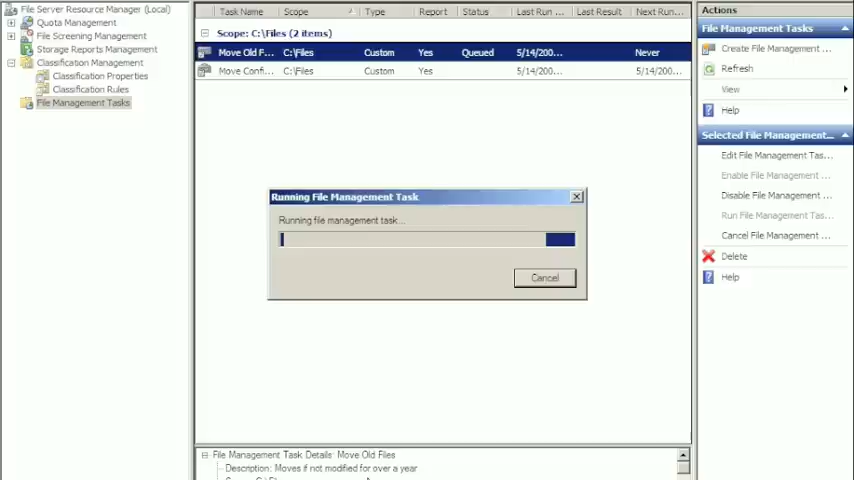 File Server Resource Manager (Local)
Quota Management
File Screening Management
Storage Reports Management
Classification Management
Classification Properties
Classification Rules
File Management Tasks
Task Name Scope Type Report Status Last Run ... Last Result Next Run...
Scope: C:\Files (2 items)
Move Old F... C:\Files Custom Yes Queued 5/14/200... Never
Move Confi... C:\Files Custom Yes 5/14/200... 5/14/200...
Running File Management Task
Running file management task...
Cancel
File Management Task Details: Move Old Files
Description: Moves if not modified for over a year
Actions
File Management Tasks
Create File Management ...
Refresh
View
Help
Selected File Management...
Edit File Management Tas...
Enable File Management ...
Disable File Management ...
Run File Management Tas...
Cancel File Management ...
Delete
Help